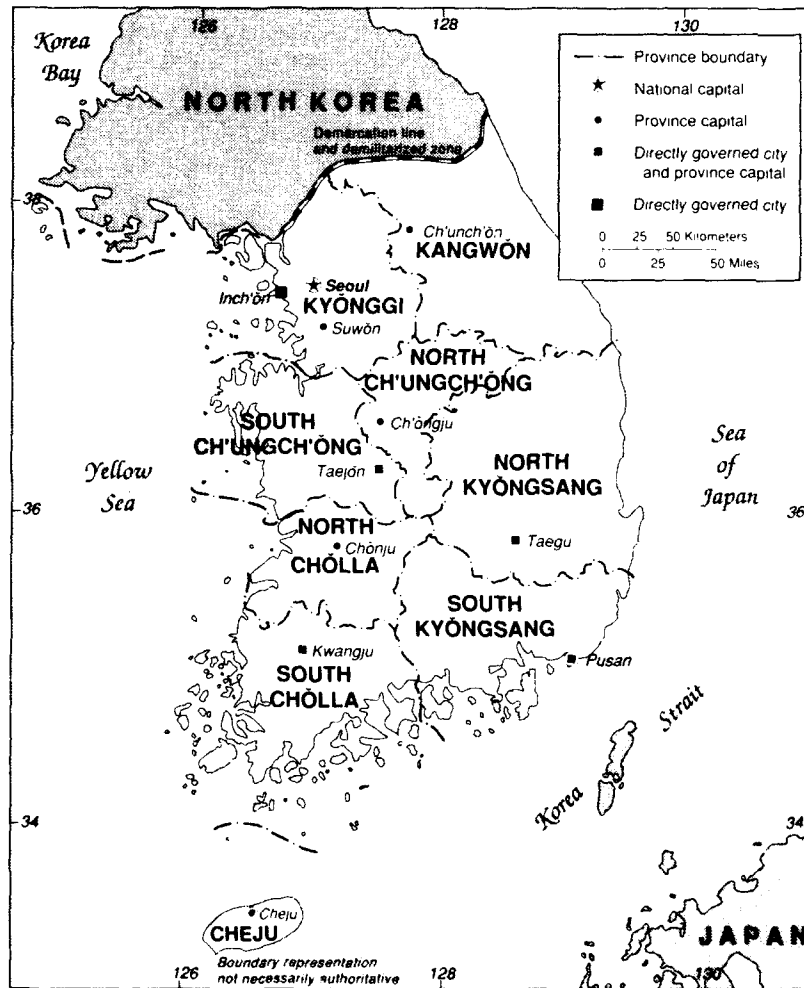 126
128
130
Korea
Bay
NORTH KOREA
Demarcation line
and demilitarized zone
Province boundary
National capital
Province capital
Directly governed city
and province capital
Directly governed city
0 25 50 Kilometers
0 25 50 Miles
38
Ch'unch'ŏn
KANGWŎN
Seoul
Inch'ŏn
KYŎNGGI
Suwŏn
NORTH
CH'UNGCH'ŎNG
SOUTH
CH'UNGCH'ŎNG
Ch'ŏngju
Taejŏn
NORTH
KYŎNGSANG
Yellow
Sea
Sea
of
Japan
36
36
NORTH
CHŎLLA
Chŏnju
Taegu
SOUTH
KYŎNGSANG
Kwangju
Pusan
SOUTH
CHŎLLA
Korea Strait
34
34
Cheju
CHEJU
JAPAN
Boundary representation
not necessarily authoritative
126
128
130